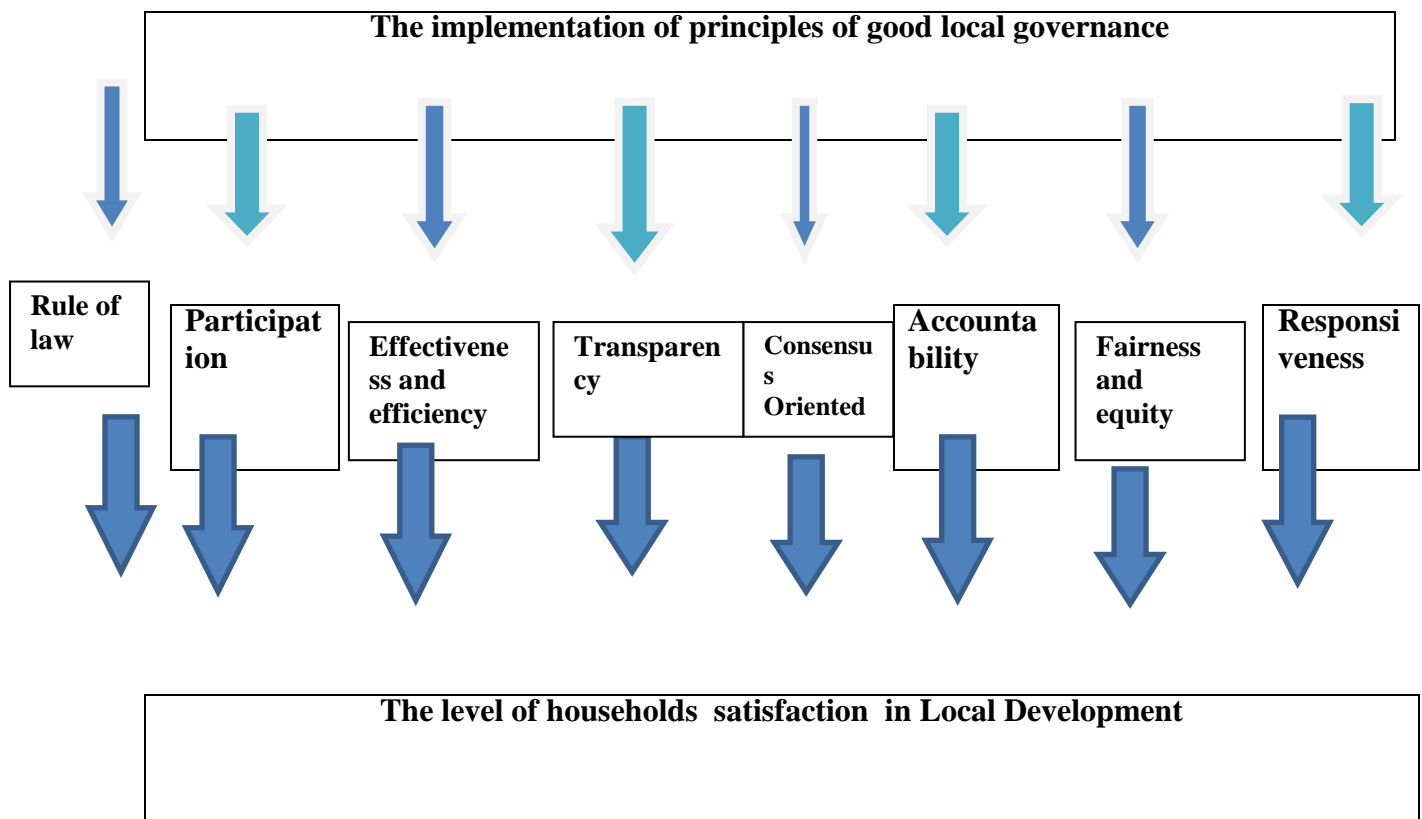 The implementation of principles of good local governance
Rule of
law
Participat
ion
Effectivene
ss and
efficiency
Transparen
cy
Consensu
s
Oriented
Accounta
bility
Fairness
and
equity
Responsi
veness
The level of households  satisfaction  in Local Development